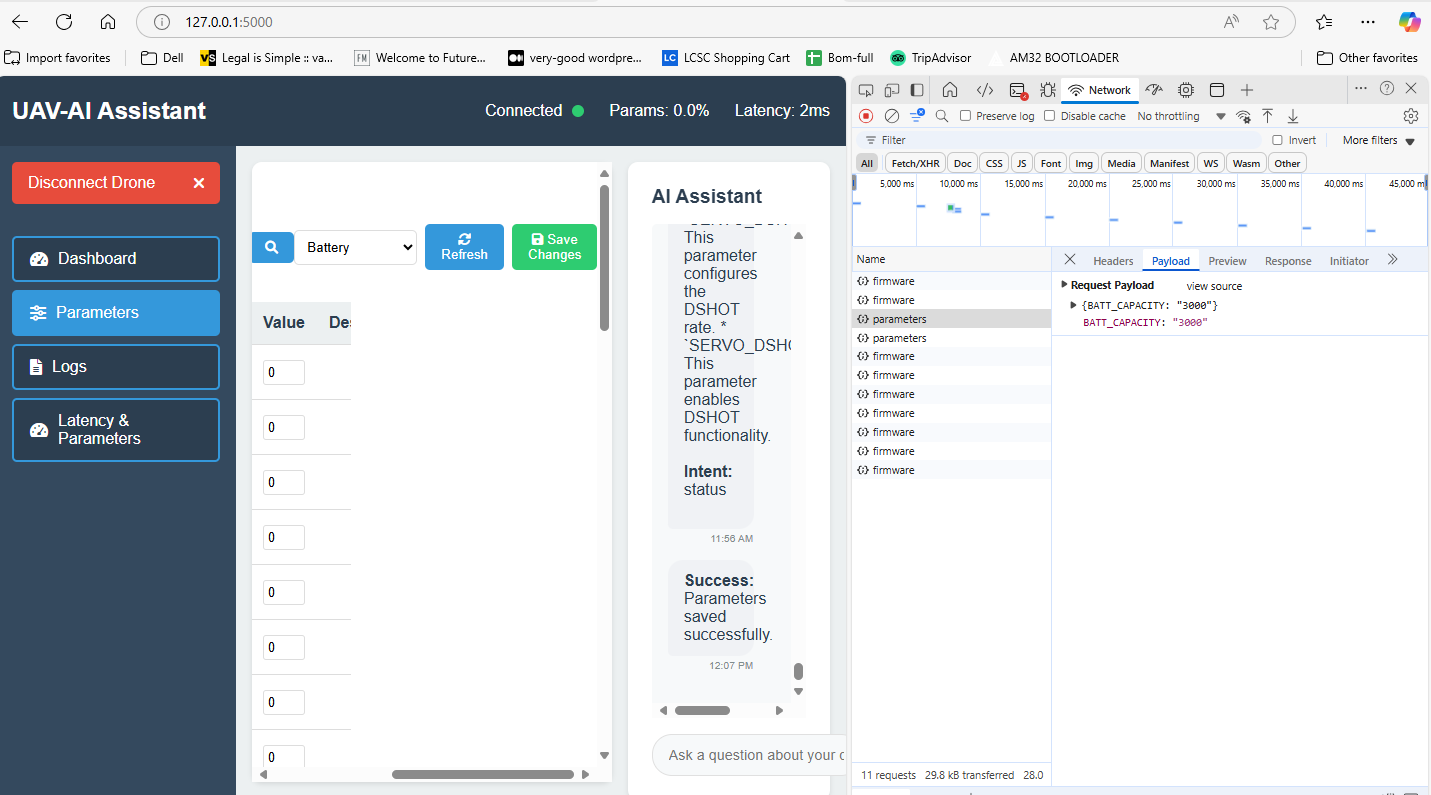 127.0.0.1:5000
Import favorites
Dell
Legal is Simple :: va...
FM
Welcome to Future...
very-good wordpre...
LC
LCSC Shopping Cart
Bom-full
TripAdvisor
AM32 BOOTLOADER
Other favorites
UAV-AI Assistant
Connected
Params: 0.0%
Latency: 2ms
Disconnect Drone
Dashboard
Parameters
Logs
Latency &
Parameters
Battery
Refresh
Save
Changes
Value
Des
0
0
0
0
0
0
0
0
AI Assistant
This
parameter
configures
the
DSHOT
rate. *
`SERVO_DSHO
This
parameter
enables
DSHOT
functionality.
Intent:
status
11:56 AM
Success:
Parameters
saved
successfully.
12:07 PM
Ask a question about your d
Network
Preserve log
Disable cache
No throttling
Filter
Invert
More filters
All
Fetch/XHR
Doc
CSS
JS
Font
Img
Media
Manifest
WS
Wasm
Other
5,000 ms
10,000 ms
15,000 ms
20,000 ms
25,000 ms
30,000 ms
35,000 ms
40,000 ms
45,000 m
Name
firmware
firmware
parameters
parameters
firmware
firmware
firmware
firmware
firmware
firmware
firmware
11 requests
29.8 kB transferred
28.0
Headers
Payload
Preview
Response
Initiator
Request Payload
view source
{BATT_CAPACITY: "3000"}
BATT_CAPACITY: "3000"